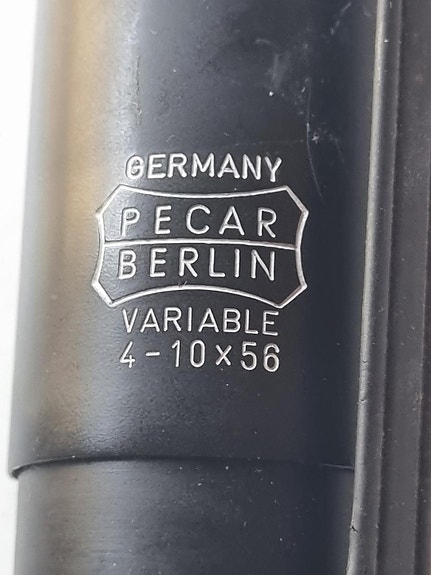 GERMANY
PECAR
BERLIN
VARIABLE
4-10x56